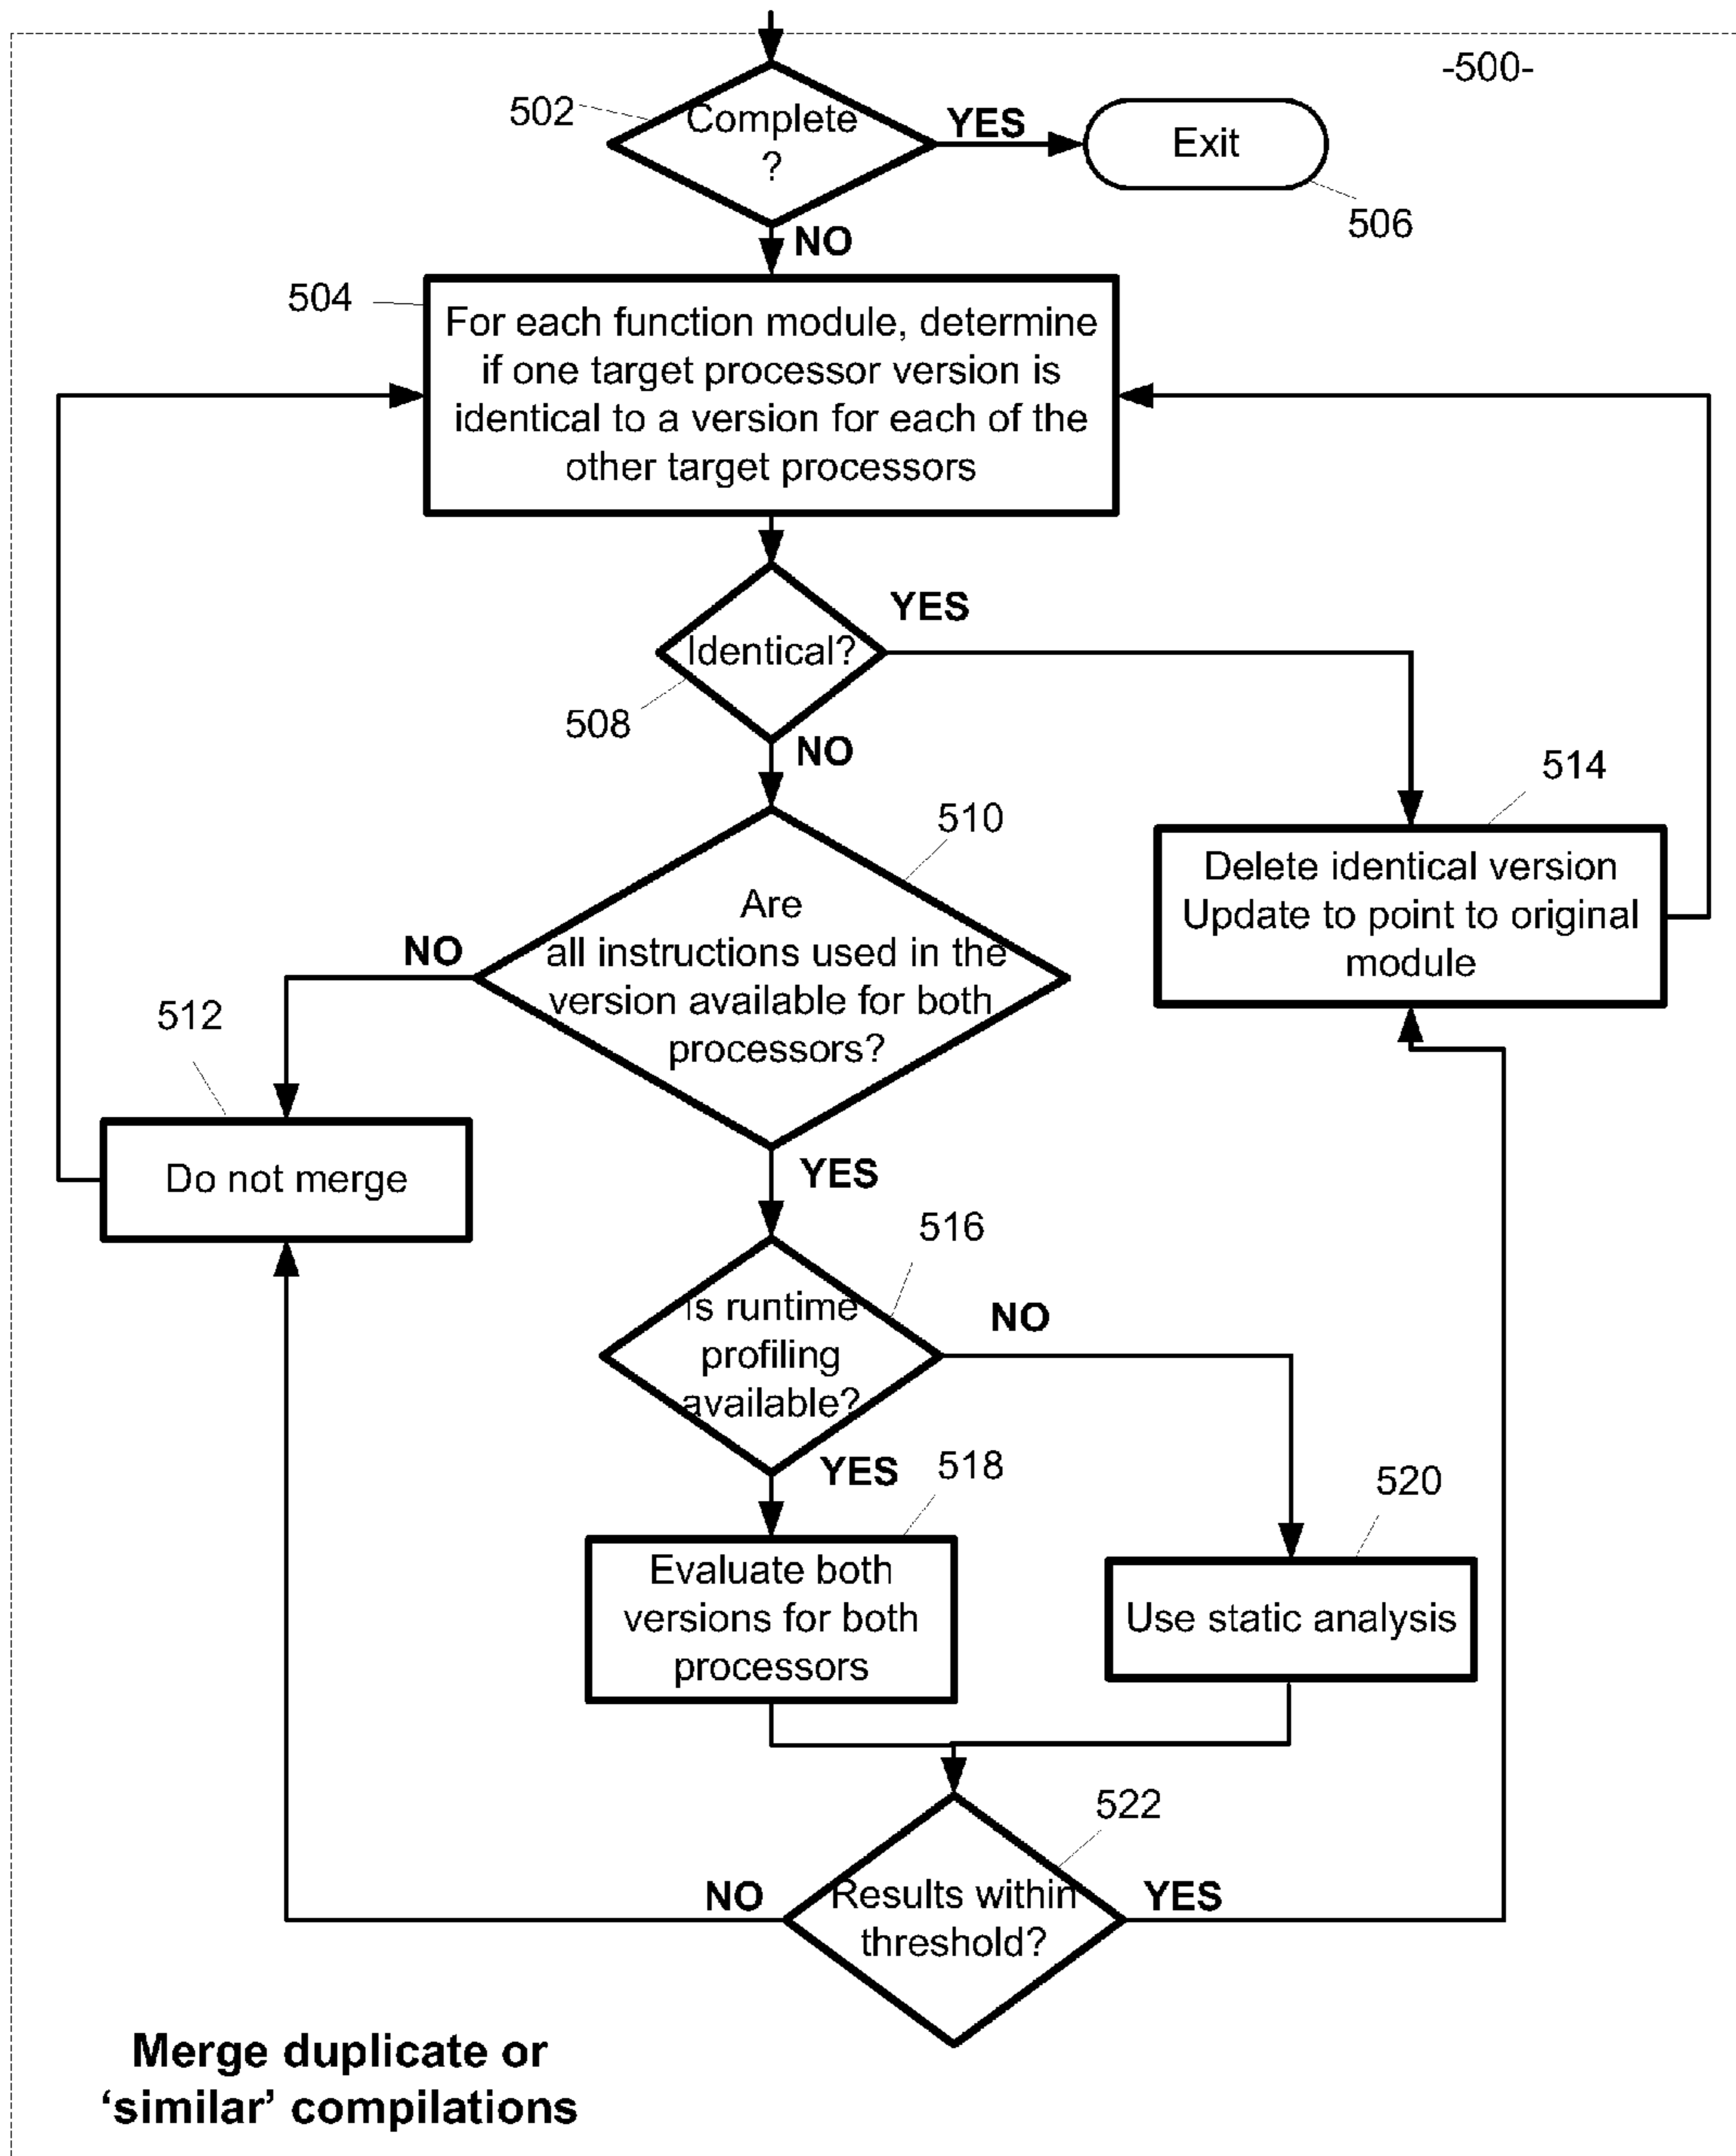 -500-
502
Complete
?
YES
Exit
506
NO
504
For each function module, determine
if one target processor version is
identical to a version for each of the
other target processors
YES
Identical?
508
NO
514
510
Delete identical version
Update to point to original
module
Are
all instructions used in the
version available for both
processors?
NO
512
Do not merge
YES
516
Is runtime
profiling
available?
NO
YES
518
520
Evaluate both
versions for both
processors
Use static analysis
522
NO
Results within
threshold?
YES
Merge duplicate or
‘similar’ compilations